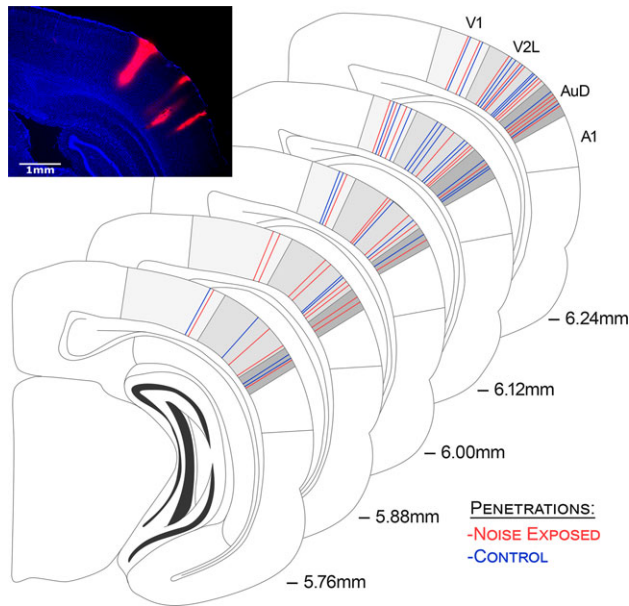 V1
V2L
AuD
A1
1mm
– 6.24mm
– 6.12mm
– 6.00mm
– 5.88mm
– 5.76mm
PENETRATIONS:
-NOISE EXPOSED
-CONTROL